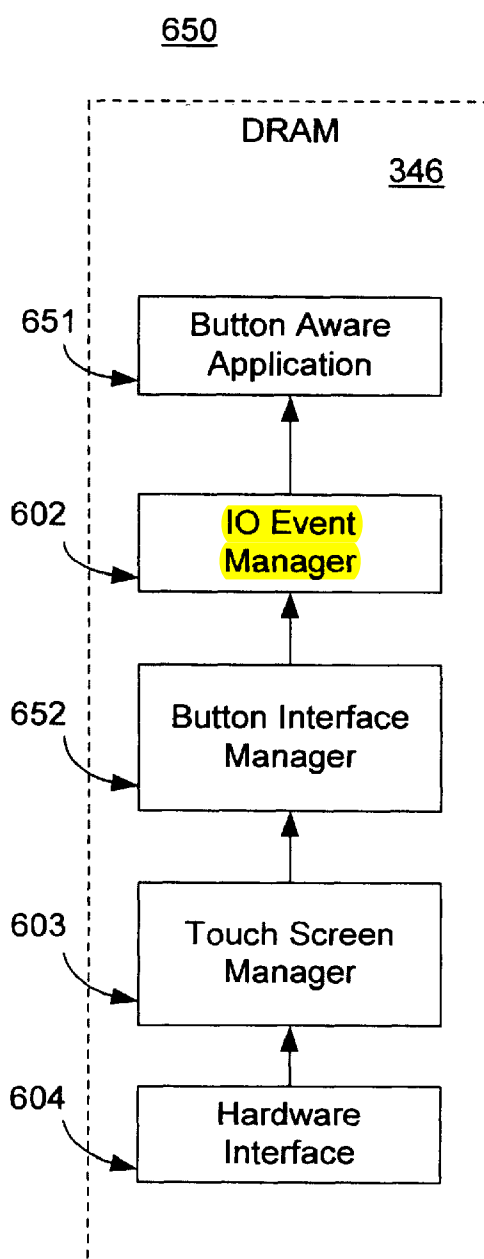 650
DRAM
346
651
Button Aware
Application
602
IO Event
Manager
652
Button Interface
Manager
603
Touch Screen
Manager
604
Hardware
Interface